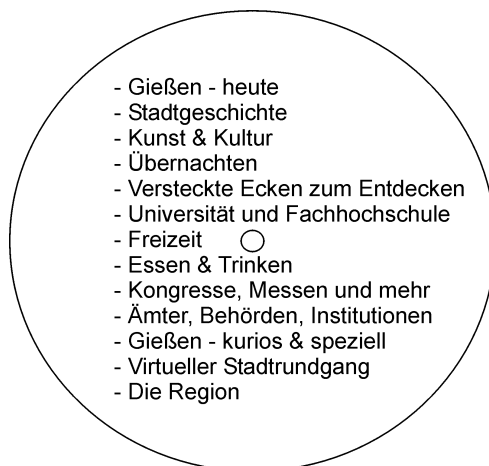 - Gießen - heute
- Stadtgeschichte
- Kunst & Kultur
- Übernachten
- Versteckte Ecken zum Entdecken
- Universität und Fachhochschule
- Freizeit
- Essen & Trinken
- Kongresse, Messen und mehr
- Ämter, Behörden, Institutionen
- Gießen - kurios & speziell
- Virtueller Stadtrundgang
- Die Region